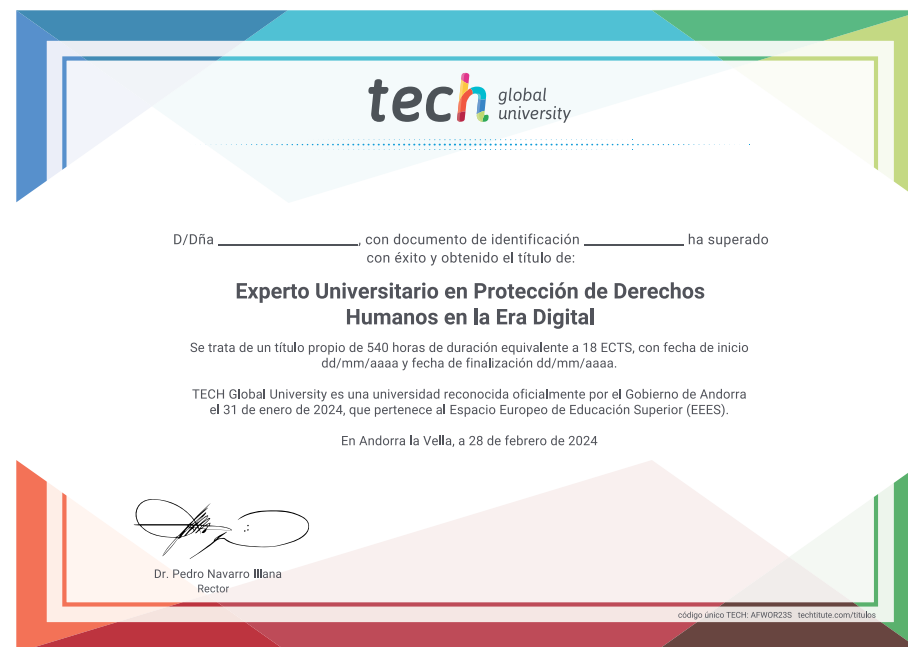 tech global university
D/Dña ____________________, con documento de identificación ______________ ha superado
con éxito y obtenido el título de:
Experto Universitario en Protección de Derechos
Humanos en la Era Digital
Se trata de un título propio de 540 horas de duración equivalente a 18 ECTS, con fecha de inicio
dd/mm/aaaa y fecha de finalización dd/mm/aaaa.
TECH Global University es una universidad reconocida oficialmente por el Gobierno de Andorra
el 31 de enero de 2024, que pertenece al Espacio Europeo de Educación Superior (EEES).
En Andorra la Vella, a 28 de febrero de 2024
Dr. Pedro Navarro Illana
Rector
código único TECH: AFWOR23S techtitute.com/titulos